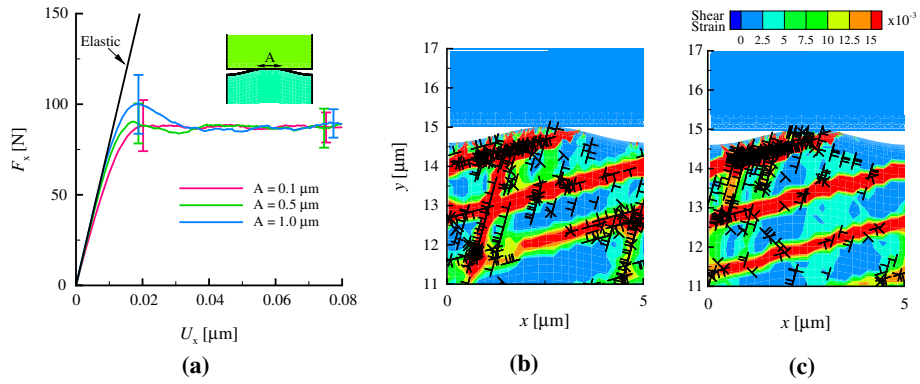 150
100
50
0
0
0.02
0.04
0.06
0.08
F_x [N]
U_x [μm]
Elastic
A
A = 0.1 μm
A = 0.5 μm
A = 1.0 μm
(a)
17
16
15
14
13
12
11
0
5
y [μm]
x [μm]
(b)
Shear Strain
0 2.5 5 7.5 10 12.5 15
x10⁻³
17
16
15
14
13
12
11
0
5
x [μm]
(c)